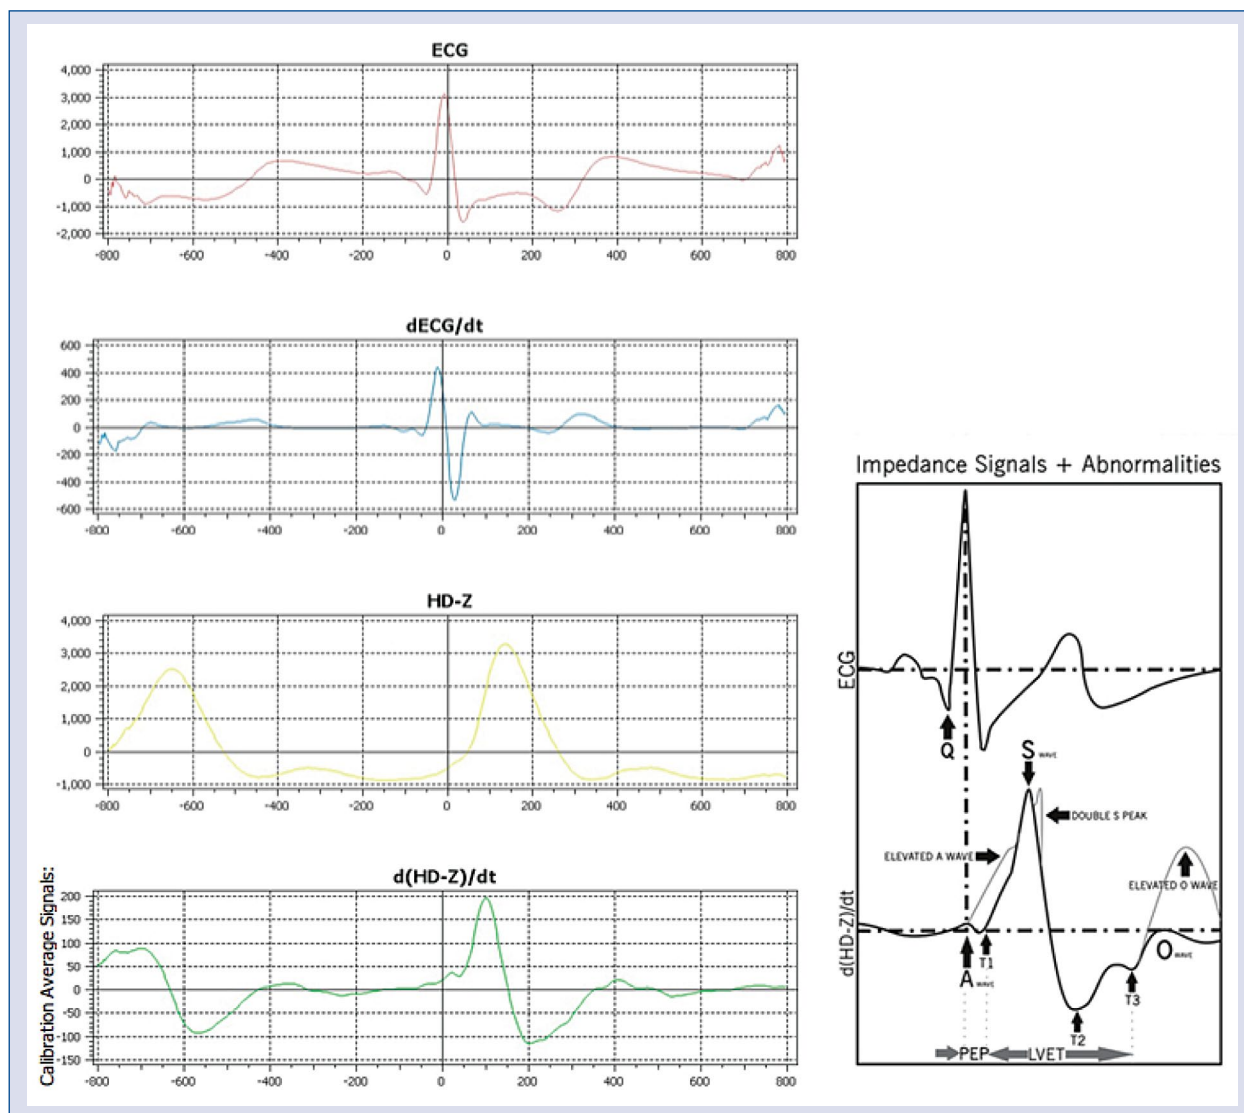 ECG
4,000
3,000
2,000
1,000
0
-1,000
-2,000
-800 -600 -400 -200 0 200 400 600 800
dECG/dt
600
400
200
0
-200
-400
-600
-800 -600 -400 -200 0 200 400 600 800
HD-Z
4,000
3,000
2,000
1,000
0
-1,000
-800 -600 -400 -200 0 200 400 600 800
Calibration Average Signals:
d(HD-Z)/dt
200
150
100
50
0
-50
-100
-150
-800 -600 -400 -200 0 200 400 600 800
Impedance Signals + Abnormalities
ECG
Q
S WAVE
DOUBLE S PEAK
ELEVATED A WAVE
ELEVATED O WAVE
d(HD-Z)/dt
A WAVE
T1
O WAVE
T3
T2
PEP
LVET